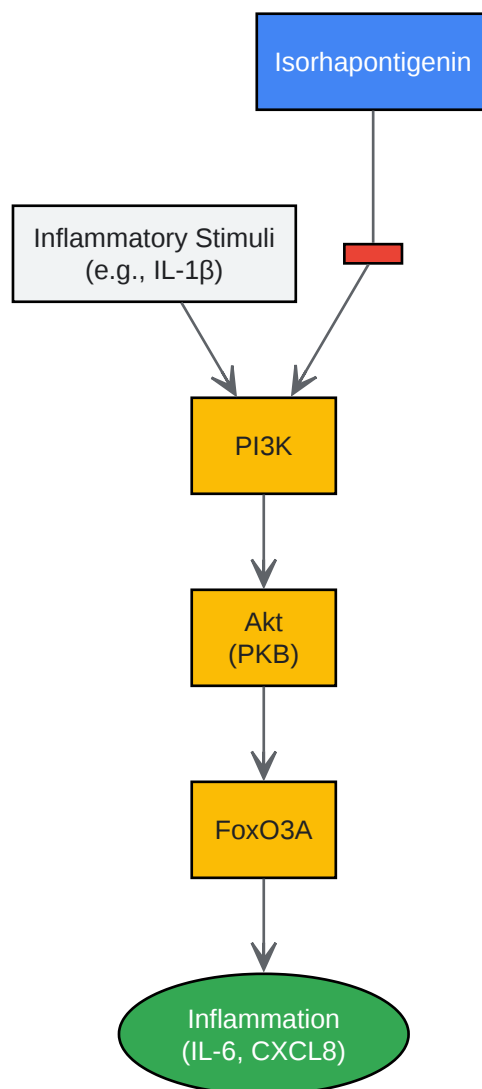 Isorhapontigenin
Inflammatory Stimuli
(e.g., IL-1β)
PI3K
Akt
(PKB)
FoxO3A
Inflammation
(IL-6, CXCL8)